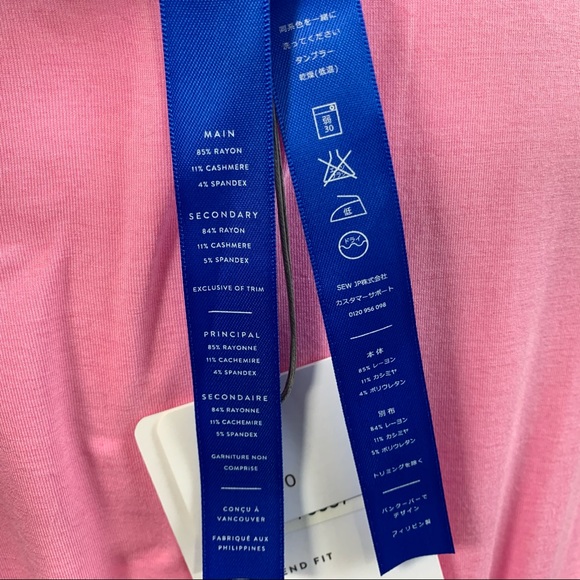 MAIN
85% RAYON
11% CASHMERE
4% SPANDEX
SECONDARY
84% RAYON
11% CASHMERE
5% SPANDEX
EXCLUSIVE OF TRIM
PRINCIPAL
85% RAYONNE
11% CACHEMIRE
4% SPANDEX
SECONDAIRE
84% RAYONNE
11% CACHEMIRE
5% SPANDEX
GARNITURE NON
COMPRISE
CONÇU À
VANCOUVER
FABRIQUÉ AUX
PHILIPPINES
同系色を一緒に
洗ってください
タンブラー
乾燥(低温)
弱
30
低
ドライ
SEW JP株式会社
カスタマーサポート
0120 956 098
本体
85% レーヨン
11% カシミヤ
4% ポリウレタン
別布
84% レーヨン
11% カシミヤ
5% ポリウレタン
トリミングを除く
バンクーバーで
デザイン
フィリピン製
0
END FIT